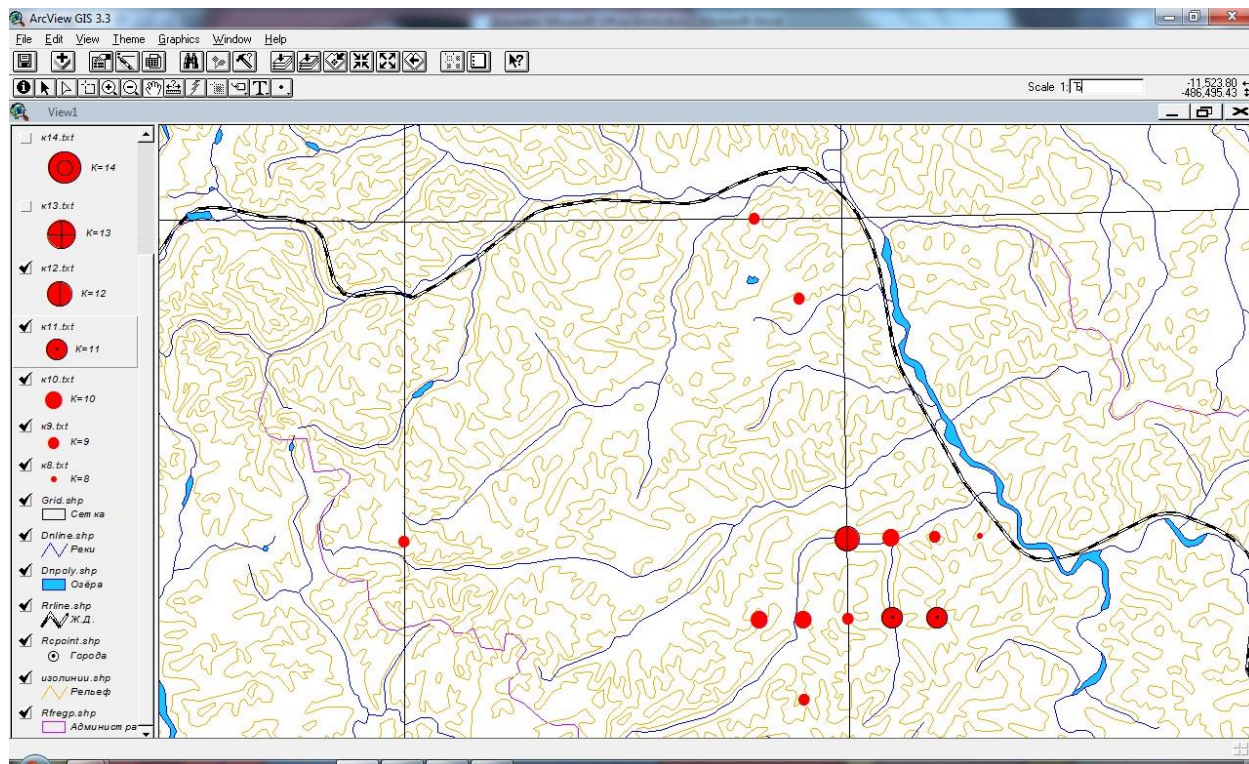 ArcView GIS 3.3
File Edit View Theme Graphics Window Help
Scale 1:
-11,523.80
-486,495.43
View1
к14.txt
K=14
к13.txt
K=13
к12.txt
K=12
к11.txt
K=11
к10.txt
K=10
к9.txt
K=9
к8.txt
K=8
Grid.shp
Сетка
Dnline.shp
Реки
Dnpoly.shp
Озёра
Rrline.shp
Ж.Д.
Rcpoint.shp
Города
изолинии.shp
Рельеф
Rfregp.shp
Администра